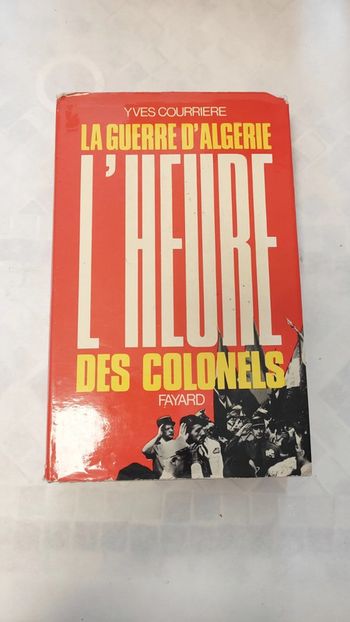 YVES COURRIERE
LA GUERRE D'ALGERIE
L'HEURE
DES COLONELS
FAYARD